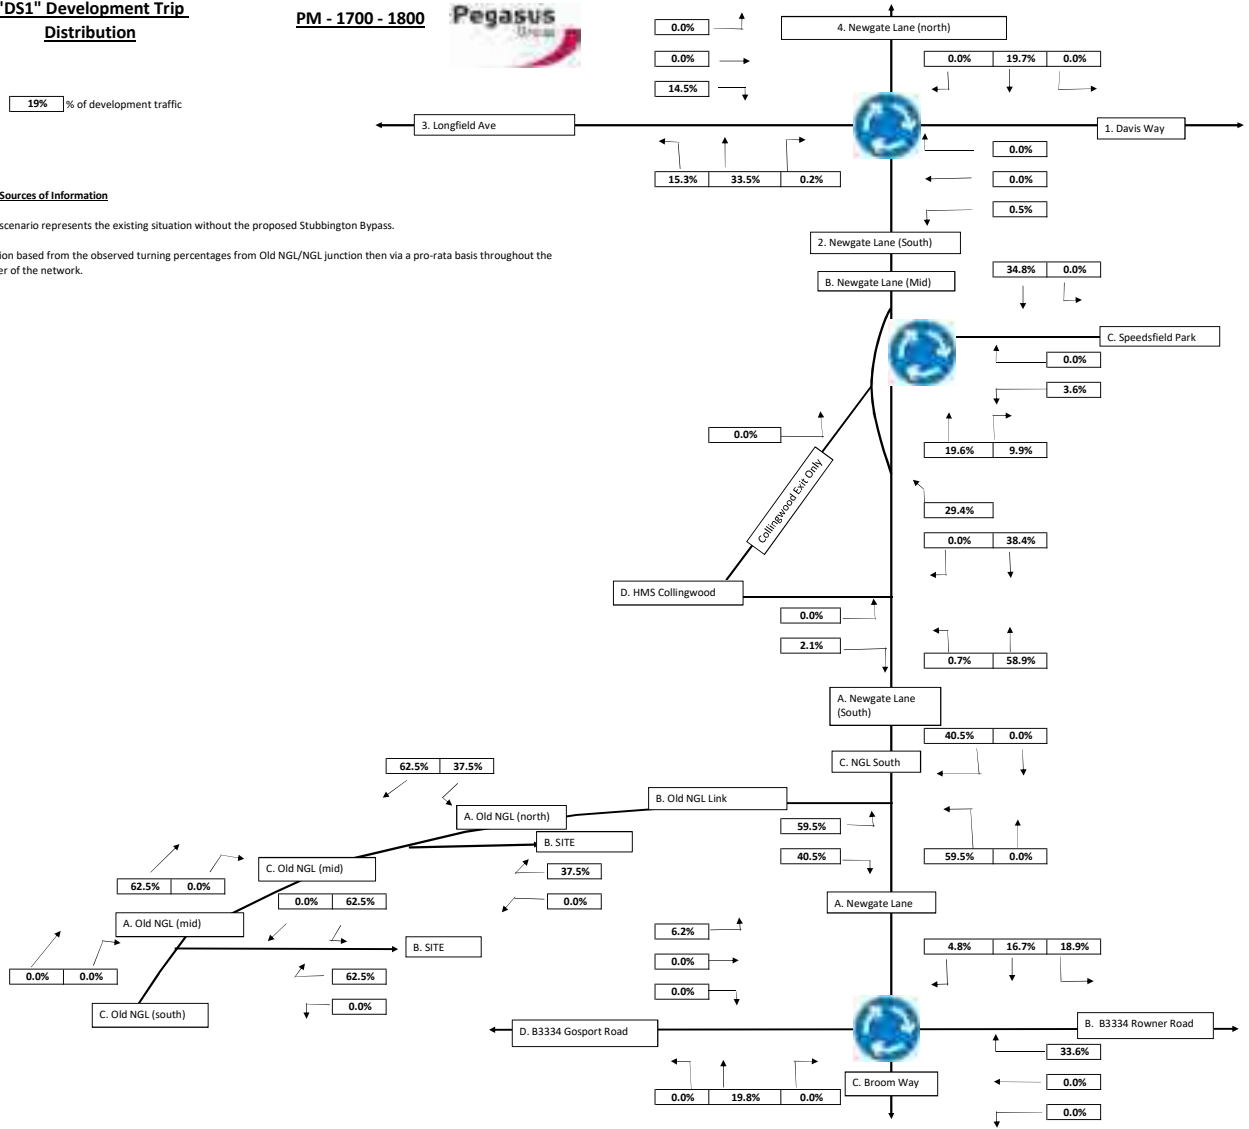 "DS1" Development Trip
Distribution
PM - 1700 - 1800
Pegasus
Group
19% % of development traffic
Sources of Information
scenario represents the existing situation without the proposed Stubbington Bypass.
ion based from the observed turning percentages from Old NGL/NGL junction then via a pro-rata basis throughout the
er of the network.
0.0%
0.0%
14.5%
4. Newgate Lane (north)
0.0% 19.7% 0.0%
3. Longfield Ave
1. Davis Way
15.3% 33.5% 0.2%
0.0%
0.0%
0.5%
2. Newgate Lane (South)
B. Newgate Lane (Mid)
34.8% 0.0%
C. Speedsfield Park
0.0%
3.6%
0.0%
19.6% 9.9%
Collingwood Exit Only
29.4%
0.0% 38.4%
D. HMS Collingwood
0.0%
2.1%
0.7% 58.9%
A. Newgate Lane
(South)
40.5% 0.0%
C. NGL South
62.5% 37.5%
B. Old NGL Link
A. Old NGL (north)
59.5%
40.5%
59.5% 0.0%
B. SITE
C. Old NGL (mid)
37.5%
0.0%
62.5% 0.0%
0.0% 62.5%
A. Old NGL (mid)
B. SITE
0.0% 0.0%
62.5%
0.0%
C. Old NGL (south)
A. Newgate Lane
6.2%
0.0%
0.0%
4.8% 16.7% 18.9%
D. B3334 Gosport Road
B. B3334 Rowner Road
33.6%
0.0%
0.0%
C. Broom Way
0.0% 19.8% 0.0%